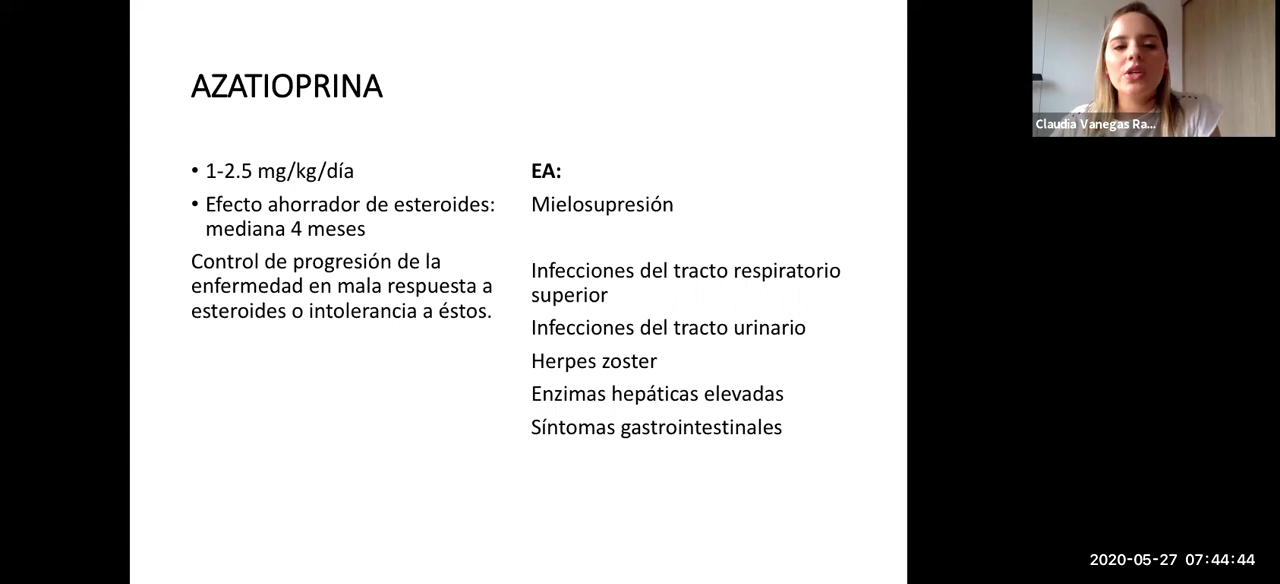 AZATIOPRINA
• 1-2.5 mg/kg/día
• Efecto ahorrador de esteroides:
mediana 4 meses
Control de progresión de la
enfermedad en mala respuesta a
esteroides o intolerancia a éstos.
EA:
Mielosupresión
Infecciones del tracto respiratorio
superior
Infecciones del tracto urinario
Herpes zoster
Enzimas hepáticas elevadas
Síntomas gastrointestinales
Claudia Vanegas Ra...
2020-05-27 07:44:44